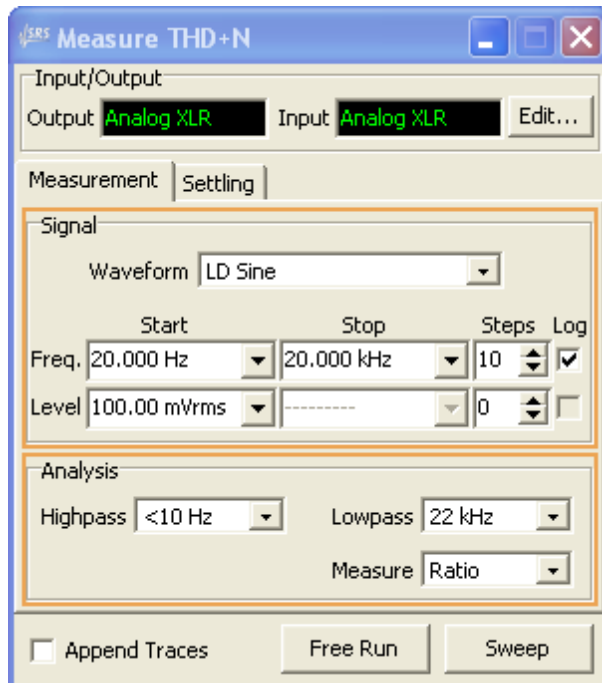 SRS Measure THD+N
Input/Output
Output Analog XLR Input Analog XLR Edit...
Measurement Settling
Signal
Waveform LD Sine
Start Stop Steps Log
Freq. 20.000 Hz 20.000 kHz 10
Level 100.00 mVrms --------- 0
Analysis
Highpass <10 Hz Lowpass 22 kHz
Measure Ratio
Append Traces Free Run Sweep